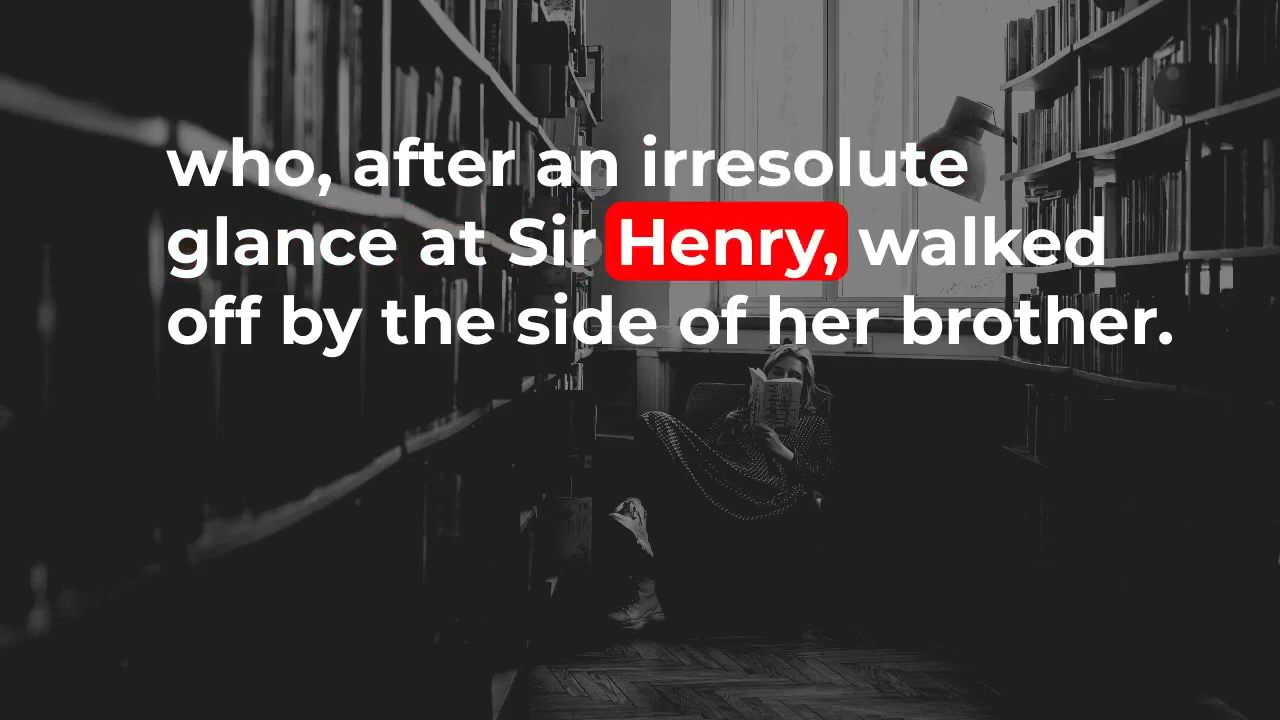 who, after an irresolute
glance at Sir Henry, walked
off by the side of her brother.